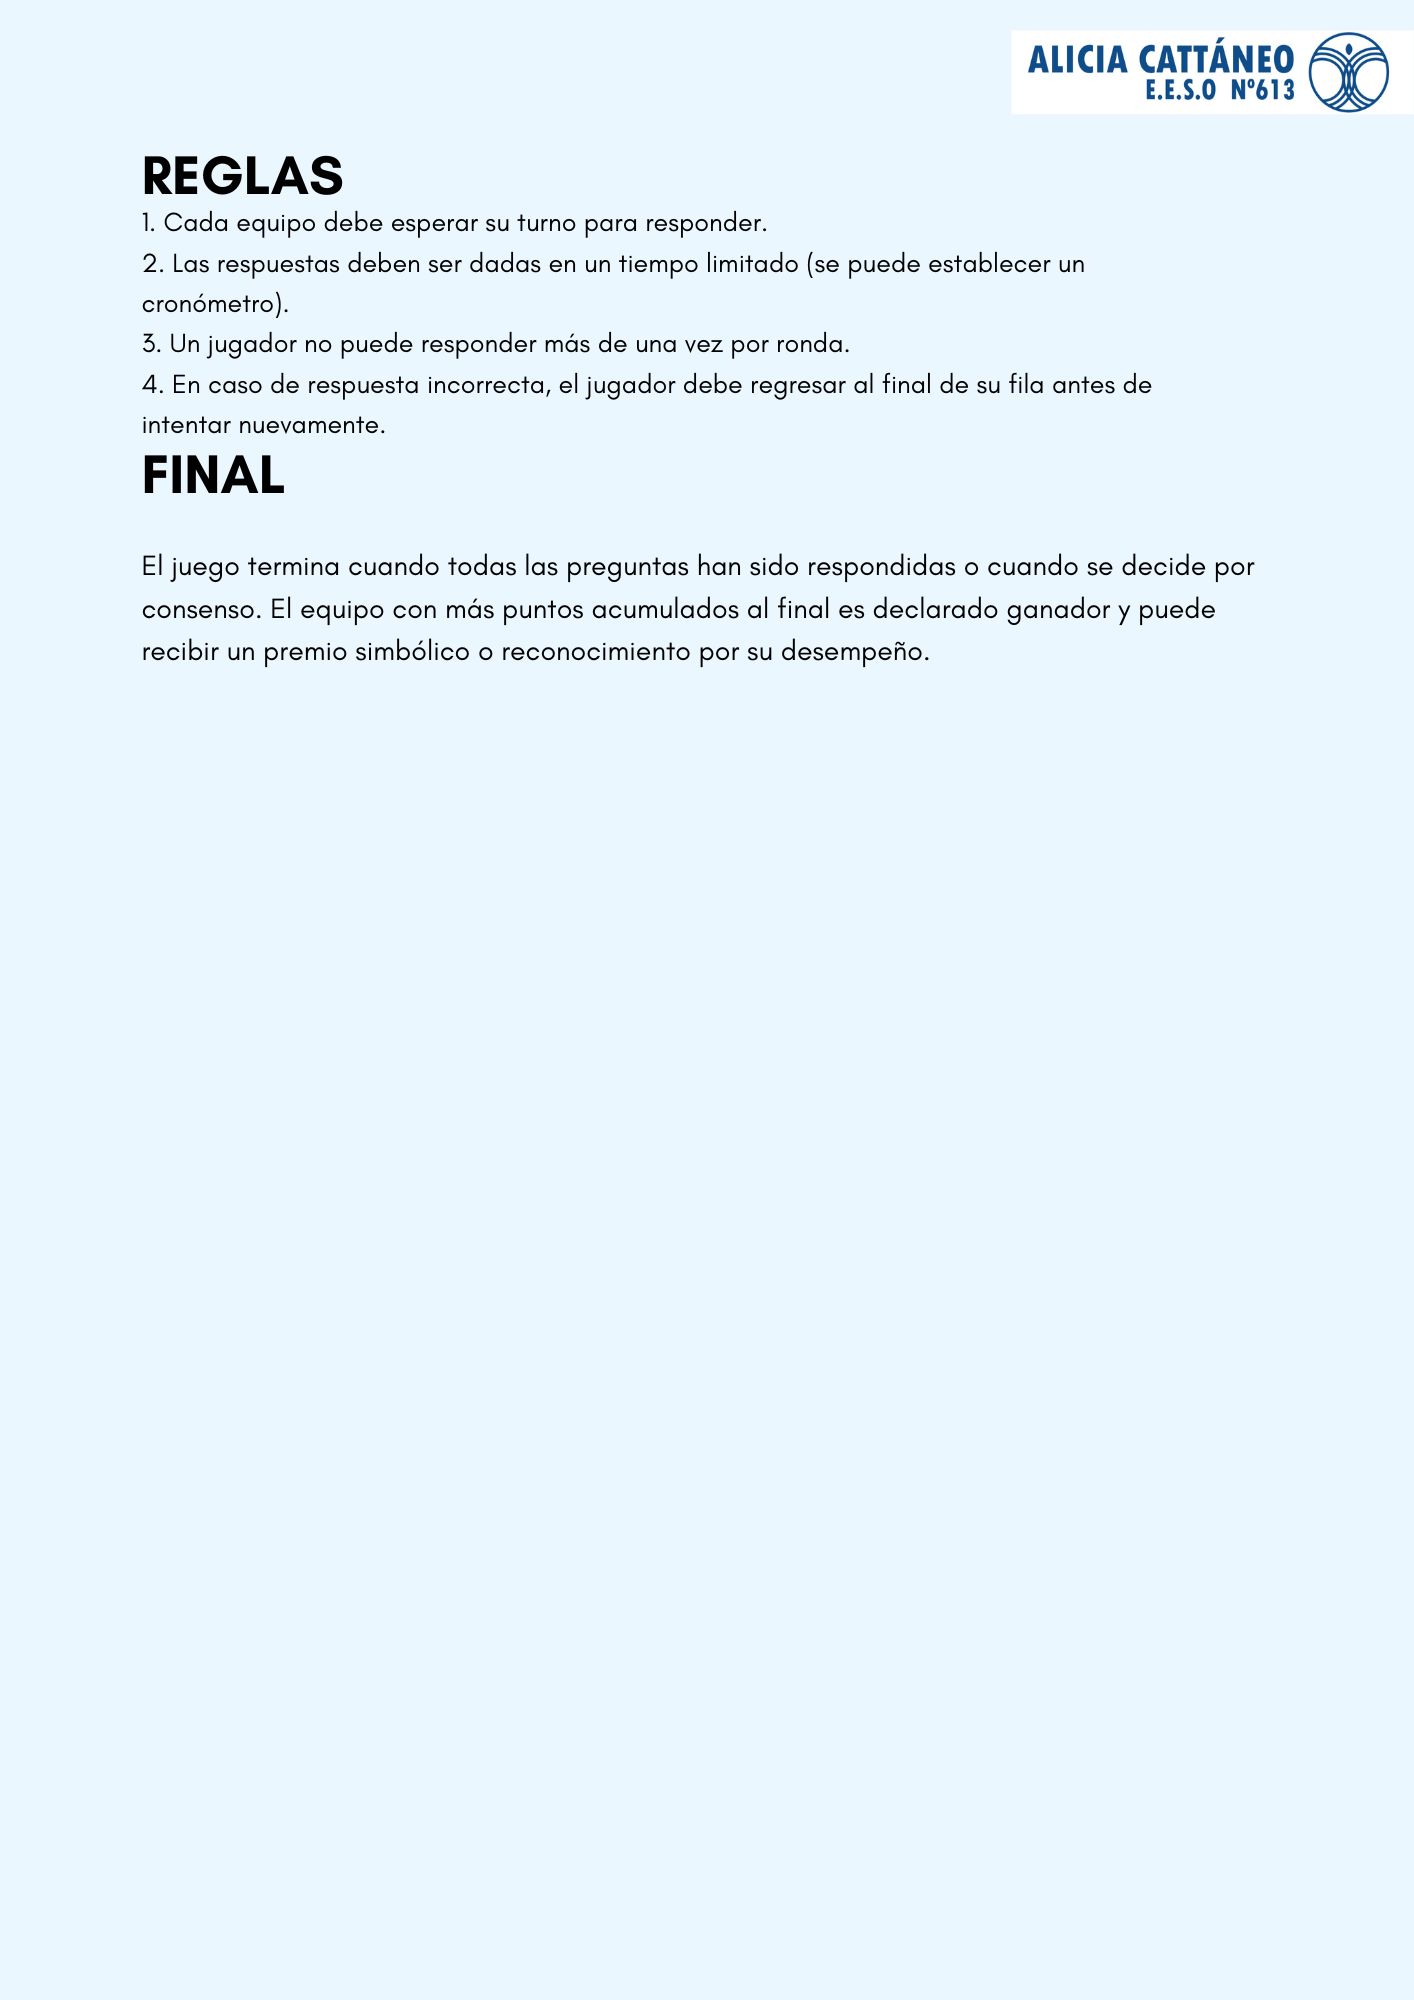 ALICIA CATTÁNEO
E.E.S.O Nº613
REGLAS
1. Cada equipo debe esperar su turno para responder.
2. Las respuestas deben ser dadas en un tiempo limitado (se puede establecer un
cronómetro).
3. Un jugador no puede responder más de una vez por ronda.
4. En caso de respuesta incorrecta, el jugador debe regresar al final de su fila antes de
intentar nuevamente.
FINAL
El juego termina cuando todas las preguntas han sido respondidas o cuando se decide por
consenso. El equipo con más puntos acumulados al final es declarado ganador y puede
recibir un premio simbólico o reconocimiento por su desempeño.